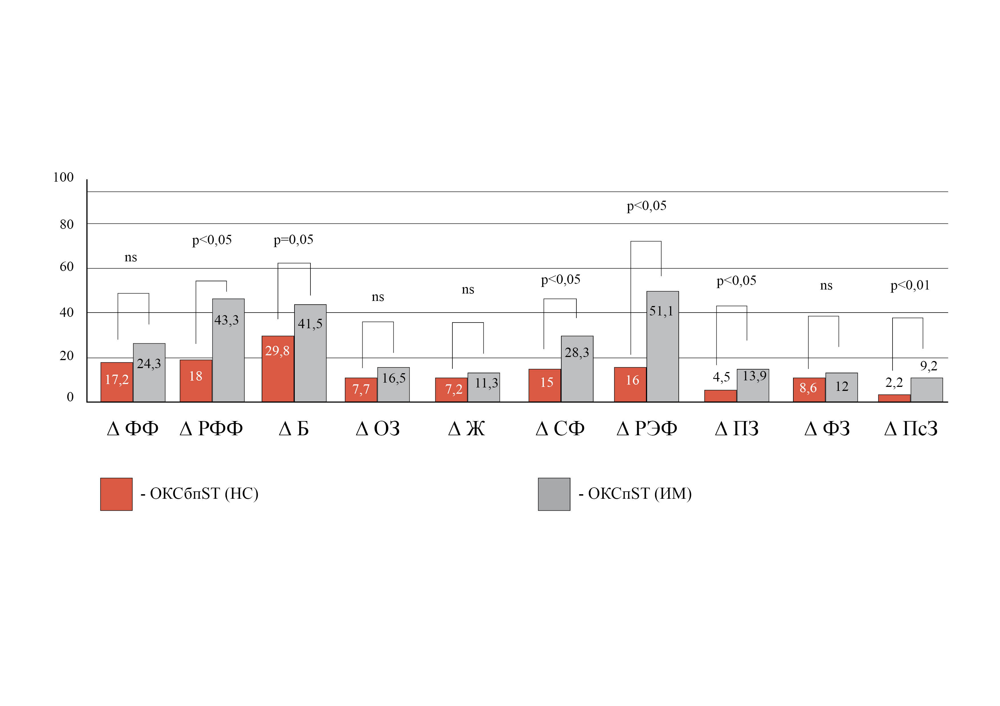 100
80
60
40
20
0
ns
p<0,05
p=0,05
ns
ns
p<0,05
p<0,05
p<0,05
ns
p<0,01
17,2
24,3
18
43,3
29,8
41,5
7,7
16,5
7,2
11,3
15
28,3
16
51,1
4,5
13,9
8,6
12
2,2
9,2
Δ ФФ
Δ РФФ
Δ Б
Δ ОЗ
Δ Ж
Δ СФ
Δ РЭФ
Δ ПЗ
Δ ФЗ
Δ ПсЗ
- ОКСбпST (НС)
- ОКСпST (ИМ)